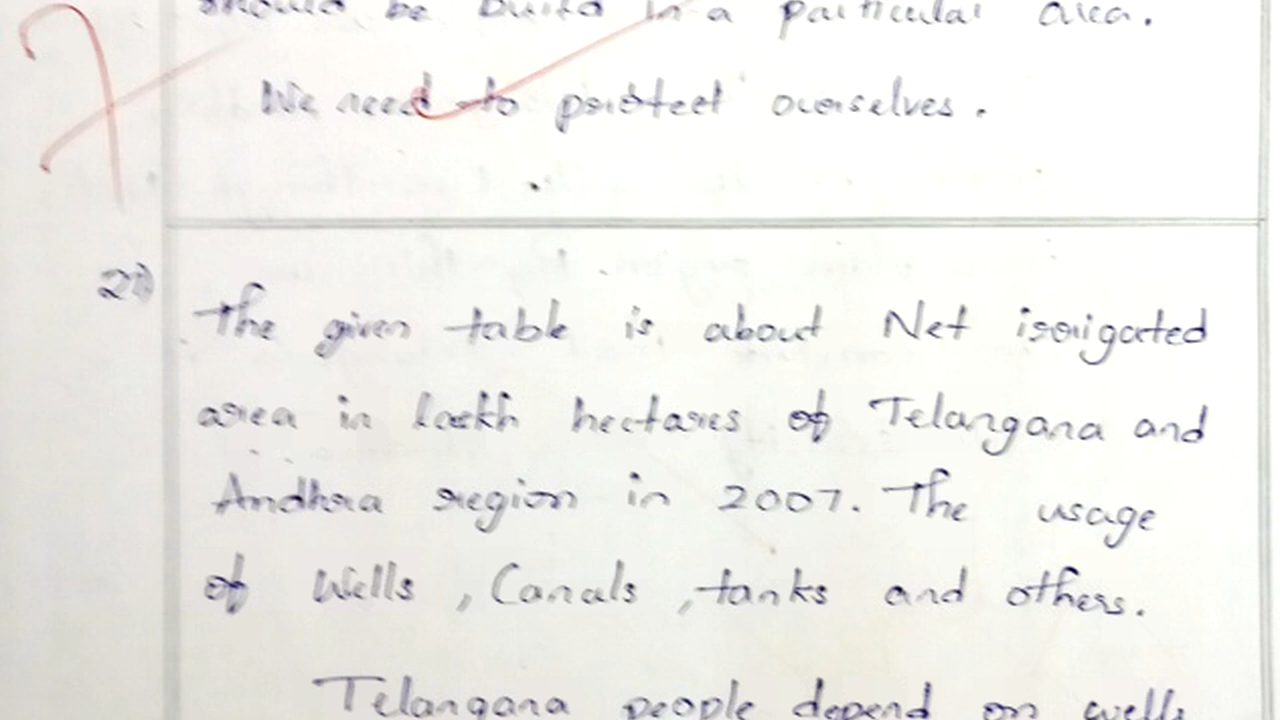 should be build in a particular area.
We need to protect ourselves.
2)
The given table is about Net irrigated
area in lackh hectares of Telangana and
Andhra region in 2007. The usage
of Wells , Canals , tanks and others.
Telangana people depend on wells